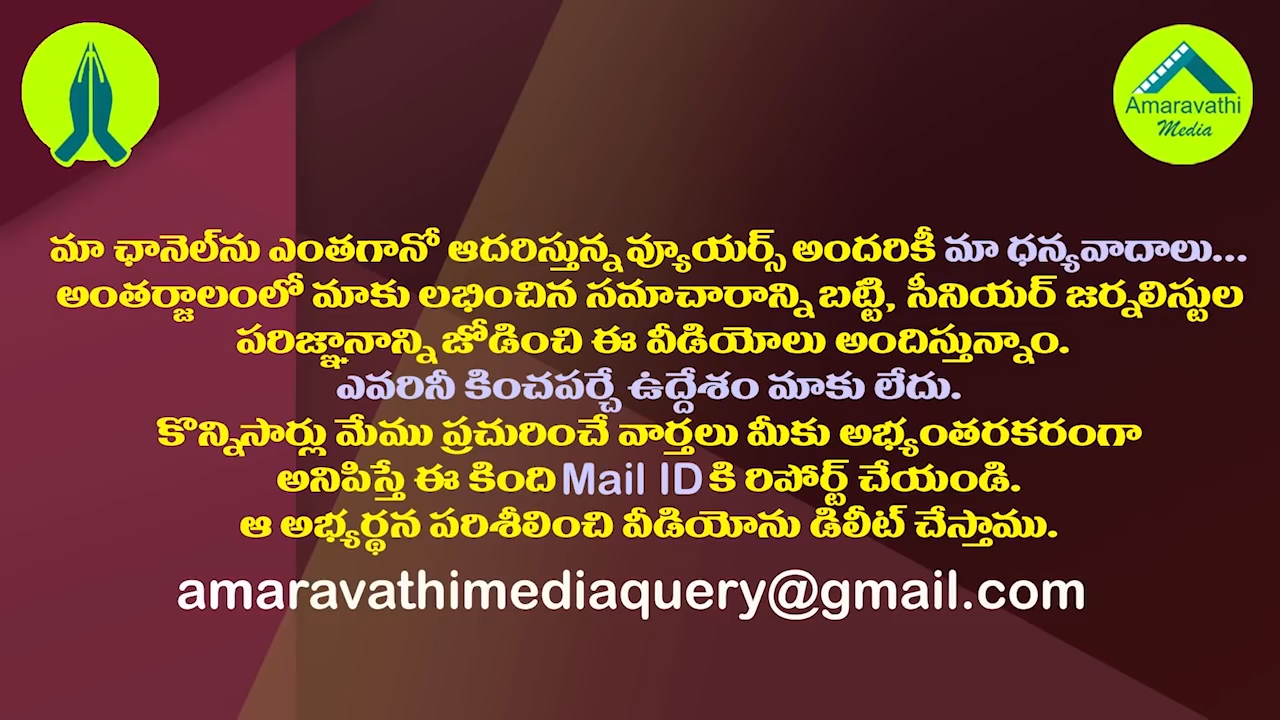 Amaravathi
Media
మా ఛానెల్‌ను ఎంతగానో ఆదరిస్తున్న వ్యూయర్స్ అందరికీ మా ధన్యవాదాలు...
అంతర్జాలంలో మాకు లభించిన సమాచారాన్ని బట్టి, సీనియర్ జర్నలిస్టుల
పరిజ్ఞానాన్ని జోడించి ఈ వీడియోలు అందిస్తున్నాం.
ఎవరినీ కించపర్చే ఉద్దేశం మాకు లేదు.
కొన్నిసార్లు మేము ప్రచురించే వార్తలు మీకు అభ్యంతరకరంగా
అనిపిస్తే ఈ కింది Mail ID కి రిపోర్ట్ చేయండి.
ఆ అభ్యర్థన పరిశీలించి వీడియోను డిలీట్ చేస్తాము.
amaravathimediaquery@gmail.com